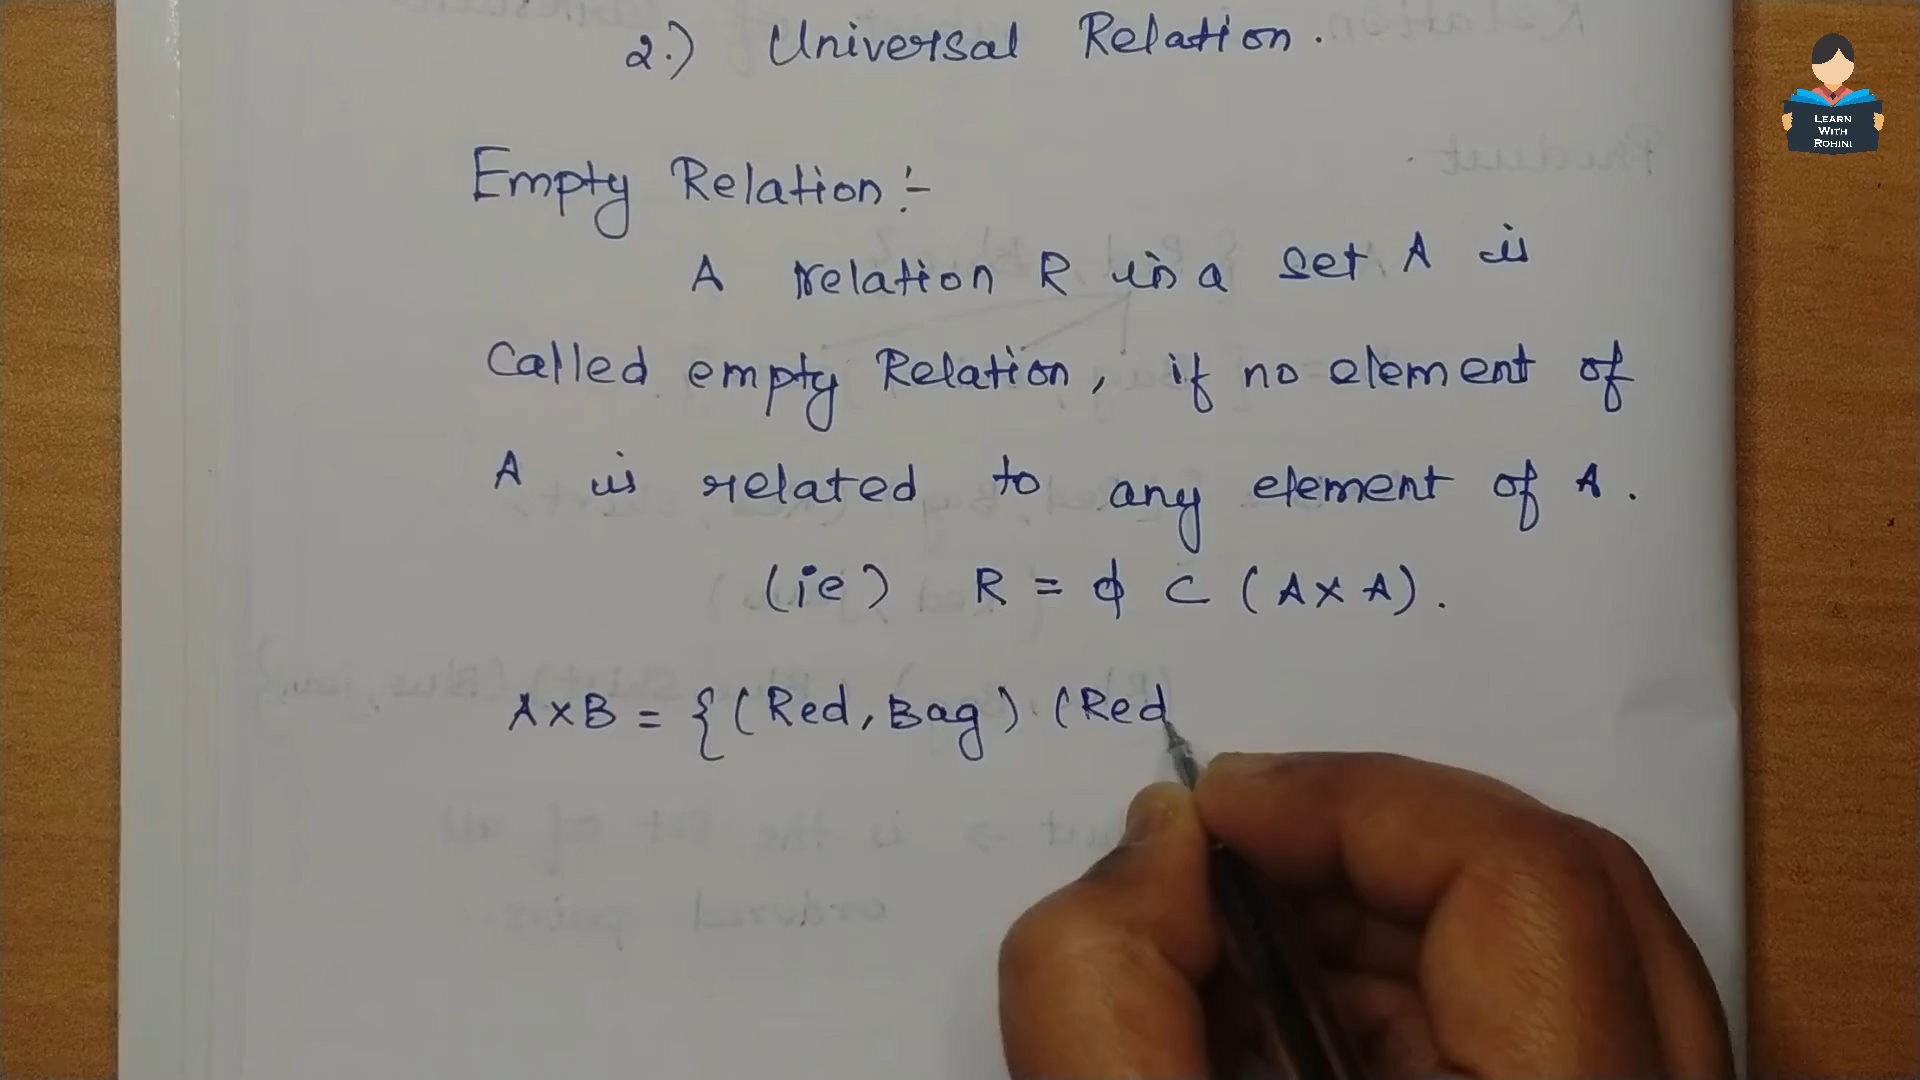 2.) Universal Relation.
LEARN
WITH
ROHINI
Empty Relation :-
A relation R in a set A is
Called empty Relation, if no element of
A is related to any element of A.
(ie) R = ϕ ⊂ (A×A).
A×B = {(Red, Bag) (Red